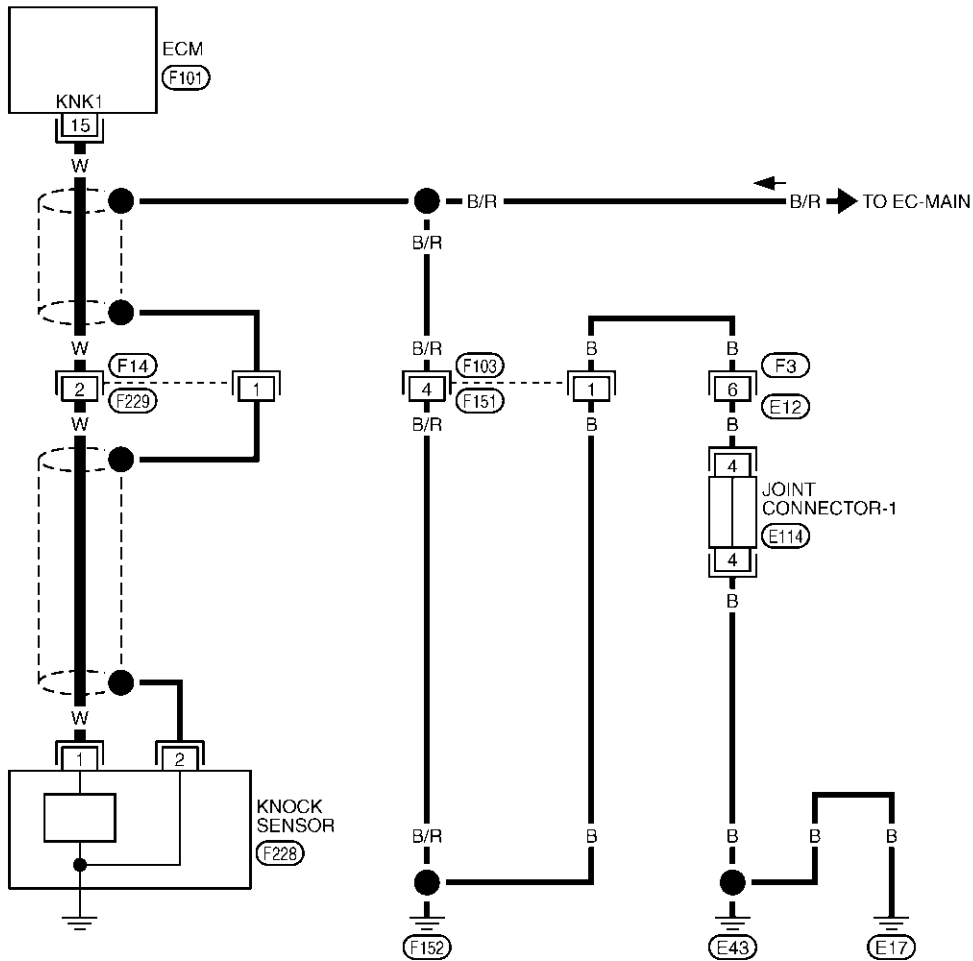 ECM
F101
KNK1
15
W
B/R
B/R
TO EC-MAIN
B/R
W
B/R
B
B
F14
F103
F3
2
1
4
1
6
F229
F151
E12
W
B/R
B
B
4
JOINT
CONNECTOR-1
E114
4
B
W
1
2
KNOCK
SENSOR
F228
B/R
B
B
B
B
F152
E43
E17